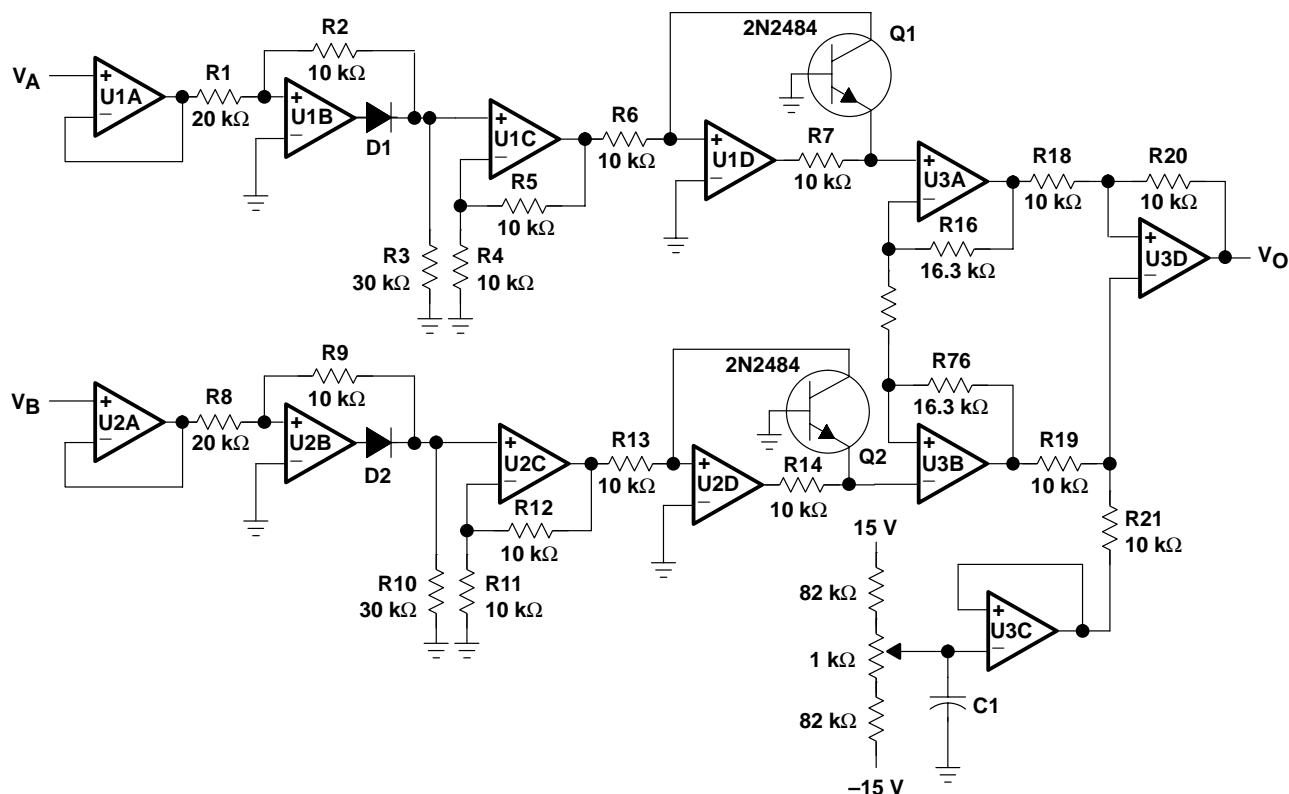 2N2484
Q1
R2
10 kΩ
V_A
+
−
U1A
R1
20 kΩ
+
−
U1B
D1
+
−
U1C
R6
10 kΩ
R5
10 kΩ
+
−
U1D
R7
10 kΩ
+
−
U3A
R18
10 kΩ
R20
10 kΩ
R3
30 kΩ
R4
10 kΩ
R16
16.3 kΩ
+
−
U3D
V_O
R9
10 kΩ
2N2484
R76
16.3 kΩ
V_B
+
−
U2A
R8
20 kΩ
+
−
U2B
D2
+
−
U2C
R13
10 kΩ
+
−
U2D
R14
10 kΩ
Q2
+
−
U3B
R19
10 kΩ
R12
10 kΩ
R10
30 kΩ
R11
10 kΩ
15 V
R21
10 kΩ
82 kΩ
+
−
U3C
1 kΩ
82 kΩ
C1
–15 V